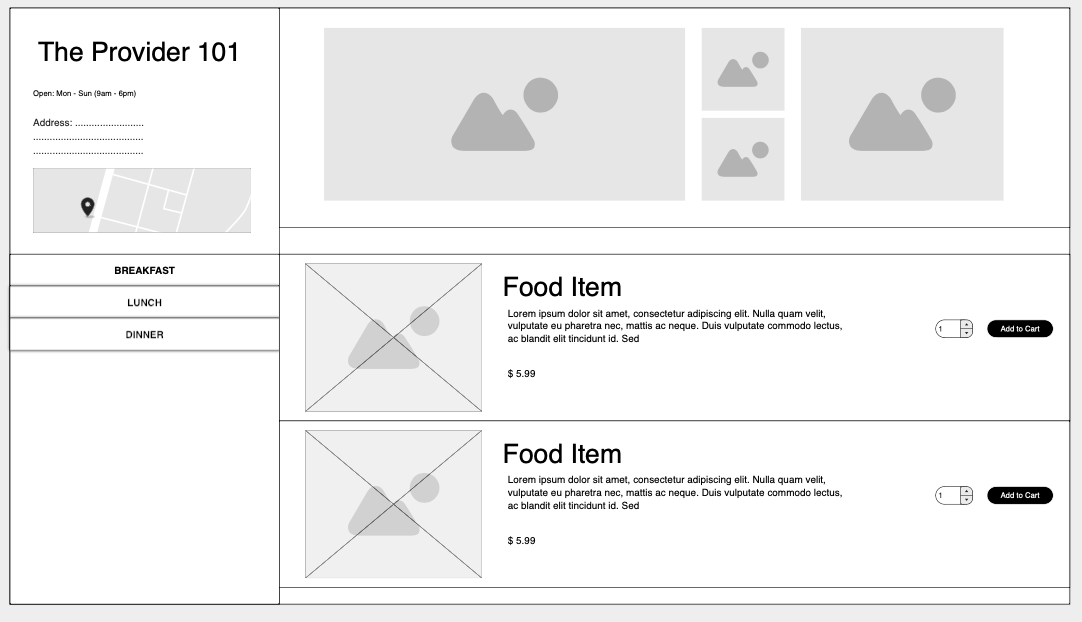 The Provider 101
Open: Mon - Sun (9am - 6pm)
Address: .........................
........................................
........................................
BREAKFAST
LUNCH
DINNER
Food Item
Lorem ipsum dolor sit amet, consectetur adipiscing elit. Nulla quam velit,
vulputate eu pharetra nec, mattis ac neque. Duis vulputate commodo lectus,
ac blandit elit tincidunt id. Sed
1
Add to Cart
$ 5.99
Food Item
Lorem ipsum dolor sit amet, consectetur adipiscing elit. Nulla quam velit,
vulputate eu pharetra nec, mattis ac neque. Duis vulputate commodo lectus,
ac blandit elit tincidunt id. Sed
1
Add to Cart
$ 5.99